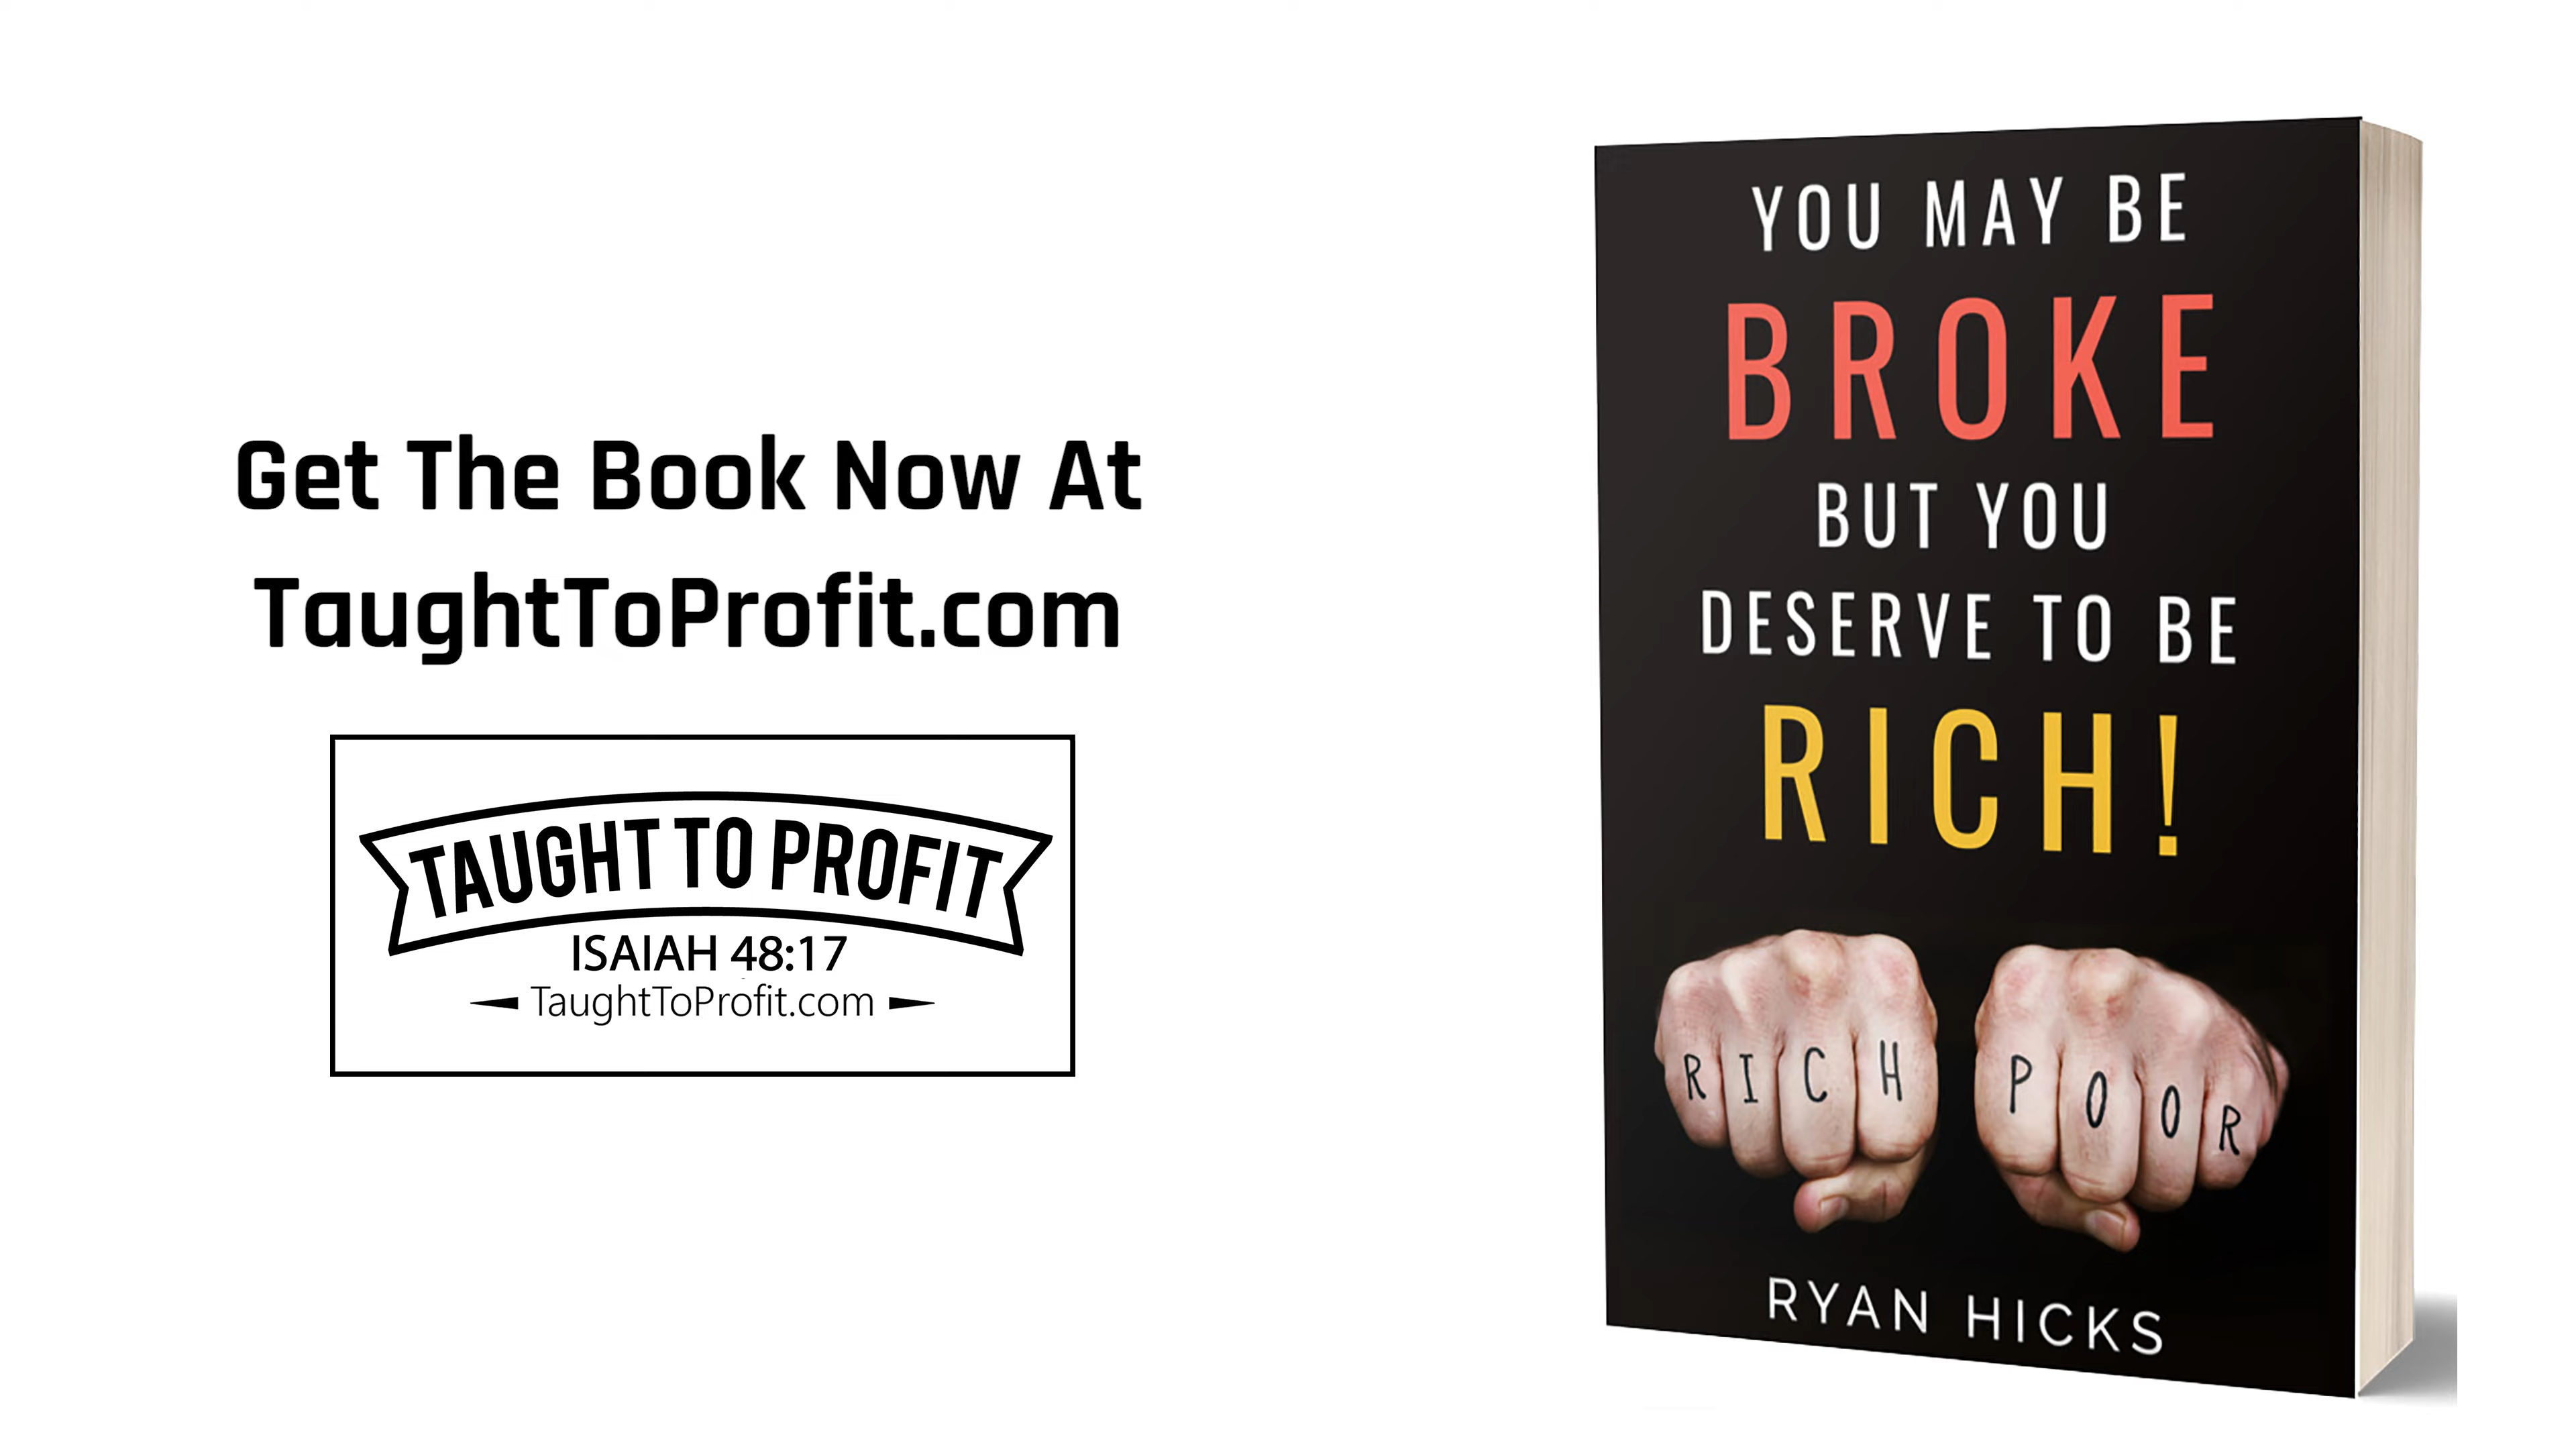 Get The Book Now At
TaughtToProfit.com
TAUGHT TO PROFIT
ISAIAH 48:17
TaughtToProfit.com
YOU MAY BE
BROKE
BUT YOU
DESERVE TO BE
RICH!
RICH POOR
RYAN HICKS